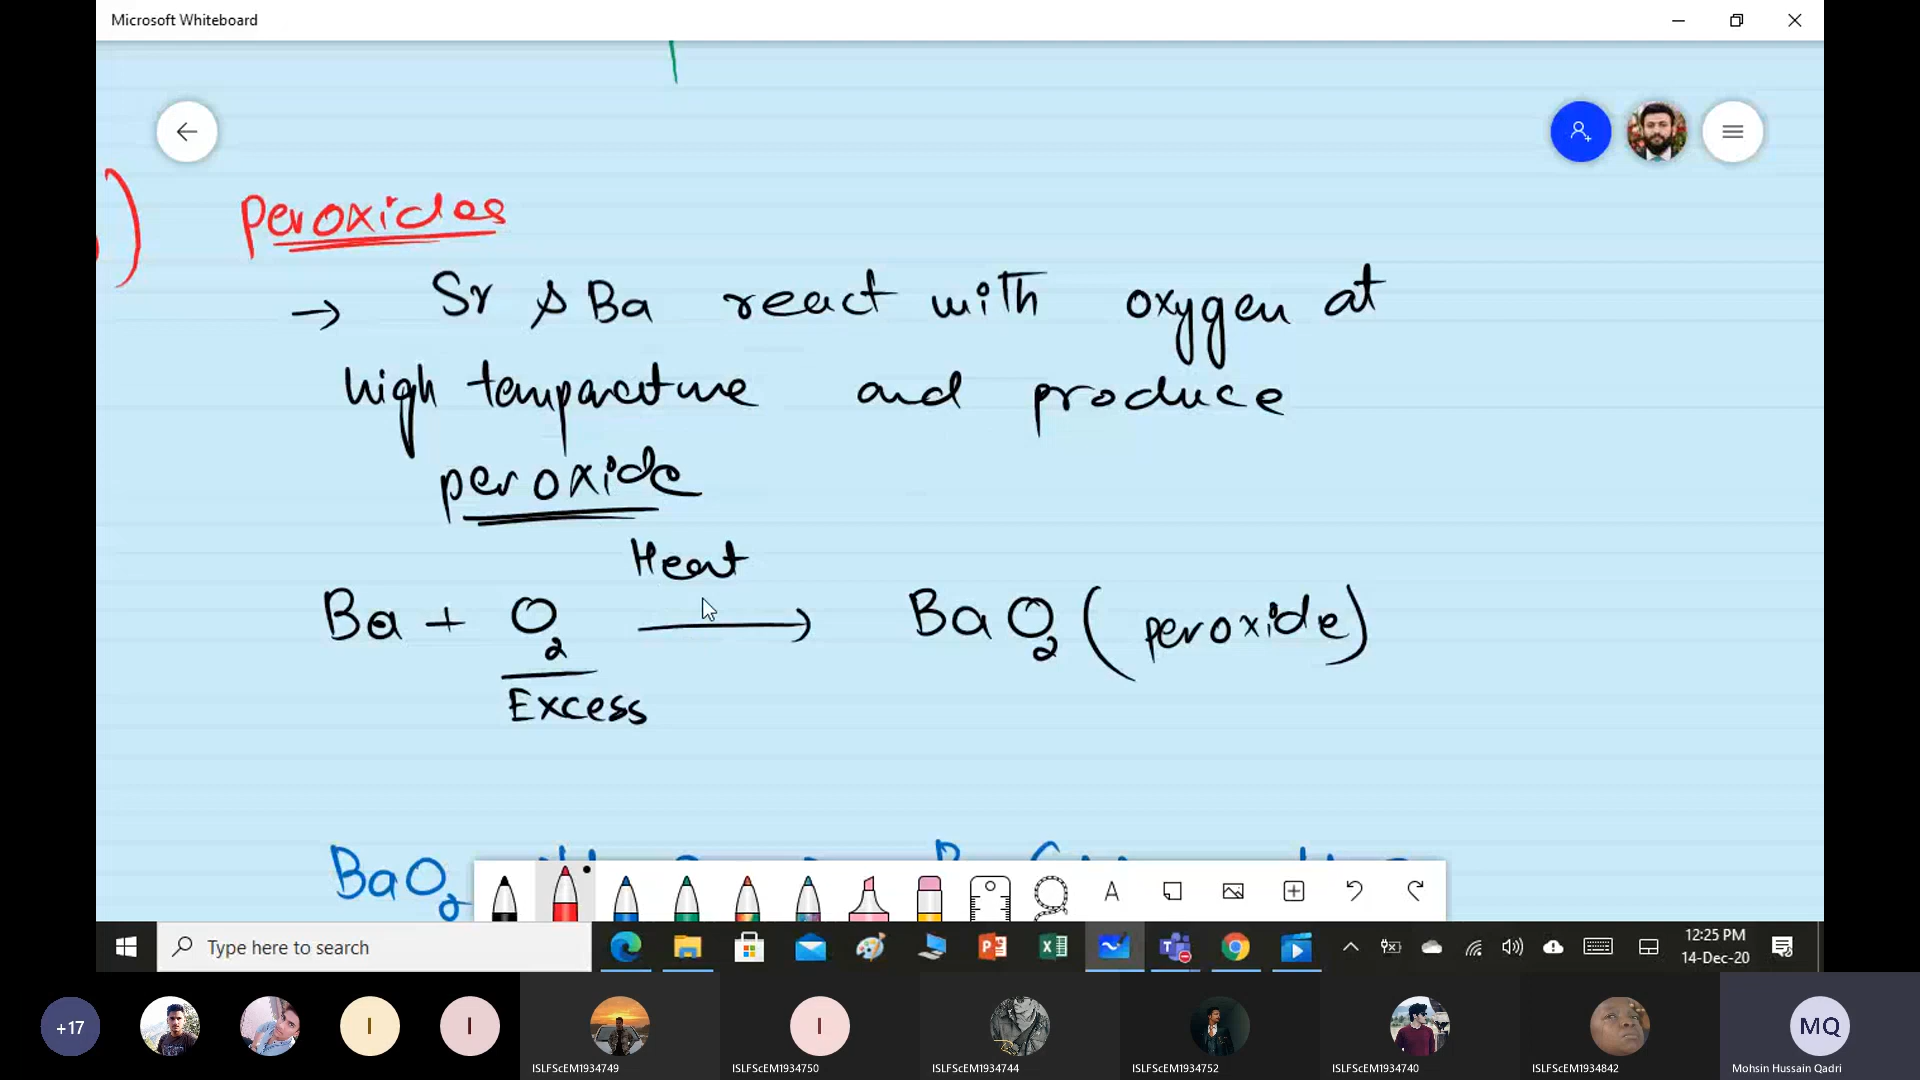 Microsoft Whiteboard
)
Peroxides
→ Sr & Ba react with oxygen at
high temperature and produce
peroxide
Heat
Ba + O2 → BaO2 (peroxide)
Excess
BaO2
A
Type here to search
12:25 PM
14-Dec-20
+17
I
I
I
MQ
ISLFScEM1934749
ISLFScEM1934750
ISLFScEM1934744
ISLFScEM1934752
ISLFScEM1934740
ISLFScEM1934842
Mohsin Hussain Qadri